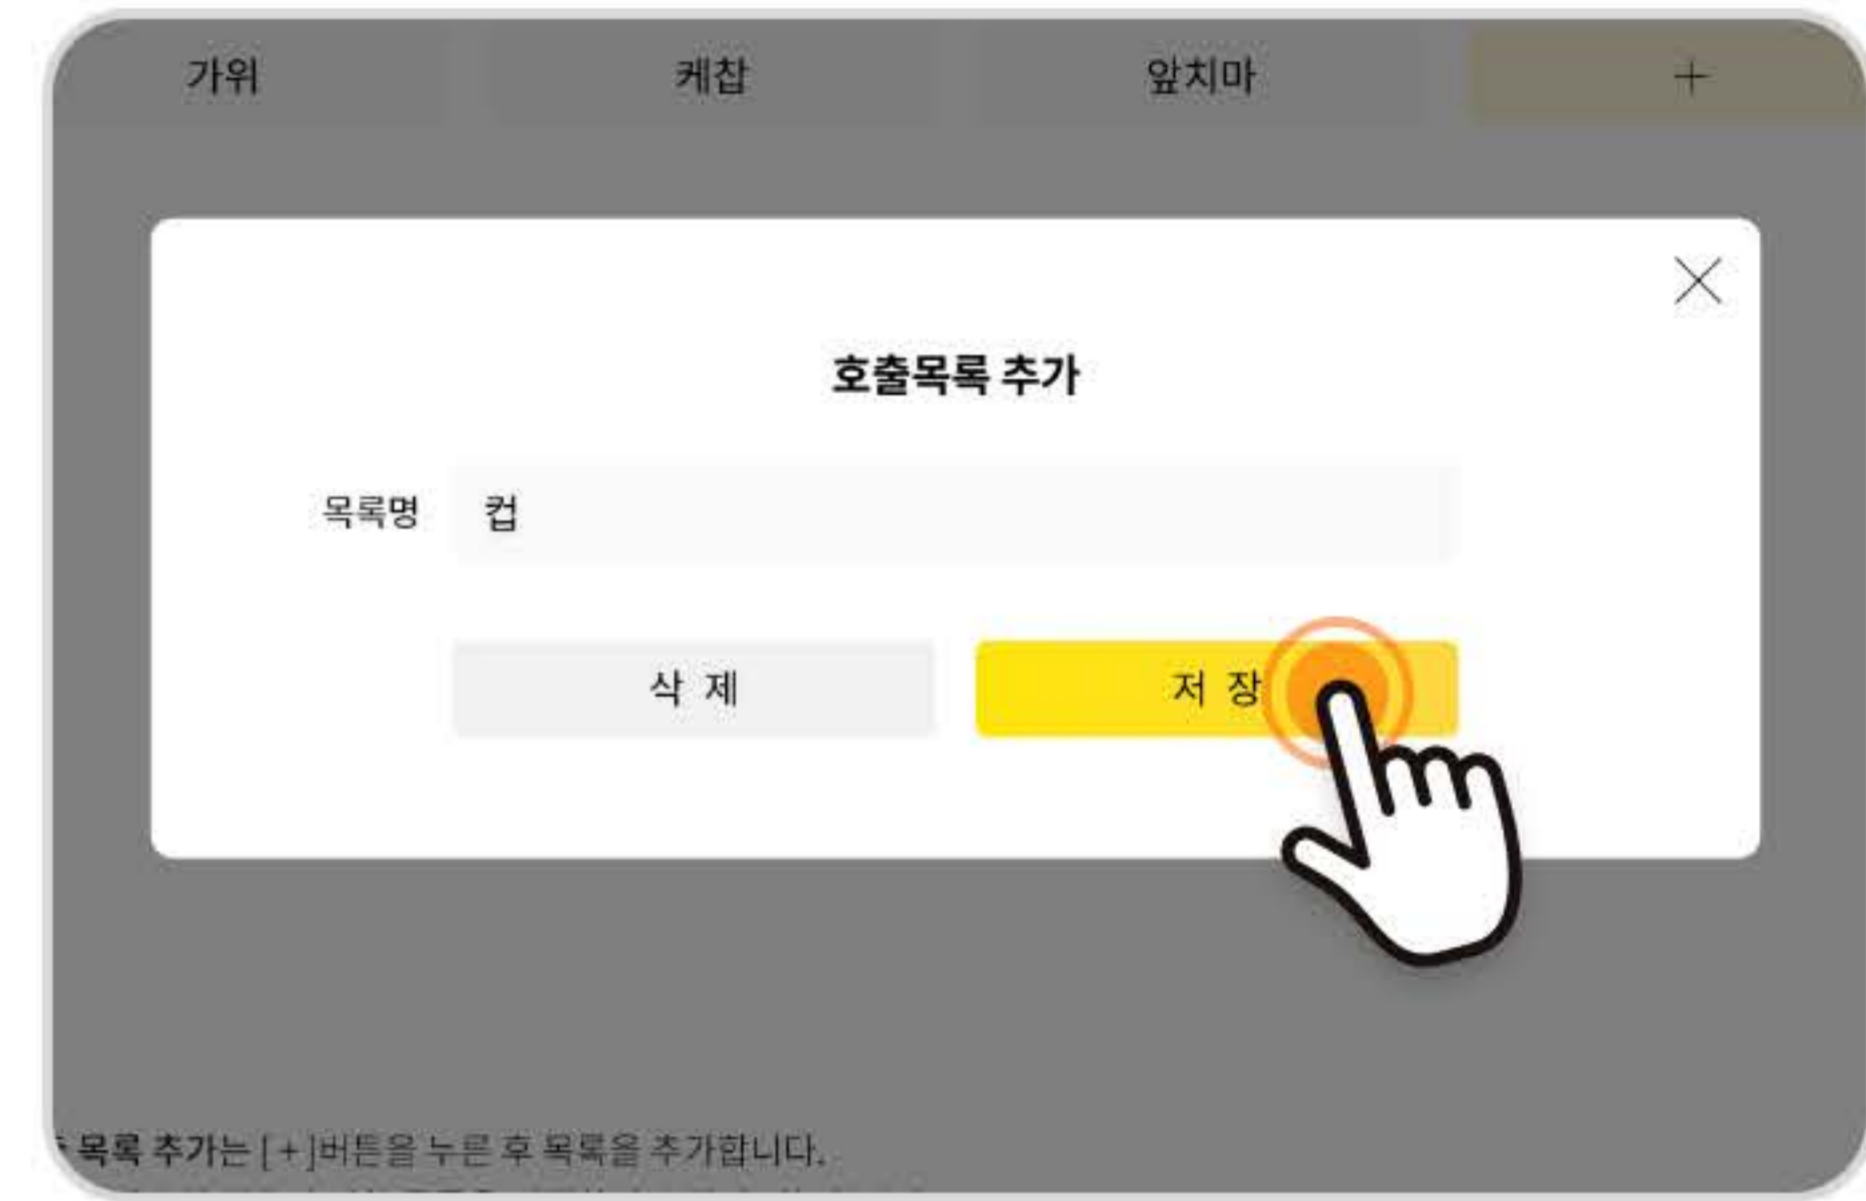 가위 케찹 앞치마 +
호출목록 추가
목록명 컵
삭 제 저 장
목록 추가는 [ + ]버튼을 누른 후 목록을 추가합니다.